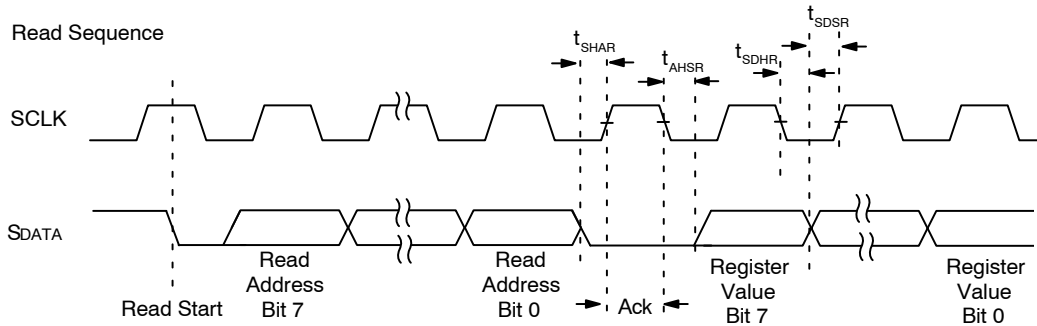 Read Sequence
tSHAR
tAHSR
tSDHR
tSDSR
SCLK
SDATA
Read Start
Read
Address
Bit 7
Read
Address
Bit 0
Ack
Register
Value
Bit 7
Register
Value
Bit 0